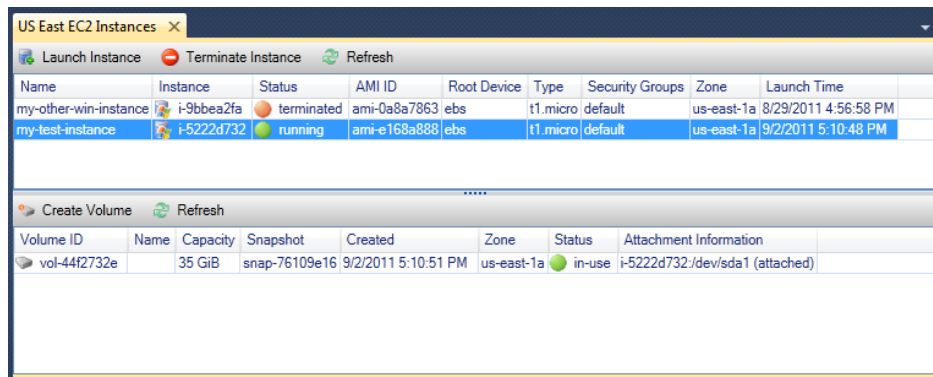 US East EC2 Instances
Launch Instance Terminate Instance Refresh
Name Instance Status AMI ID Root Device Type Security Groups Zone Launch Time
my-other-win-instance i-9bbea2fa terminated ami-0a8a7863 ebs t1.micro default us-east-1a 8/29/2011 4:56:58 PM
my-test-instance i-5222d732 running ami-e168a888 ebs t1.micro default us-east-1a 9/2/2011 5:10:48 PM
Create Volume Refresh
Volume ID Name Capacity Snapshot Created Zone Status Attachment Information
vol-44f2732e 35 GiB snap-76109e16 9/2/2011 5:10:51 PM us-east-1a in-use i-5222d732:/dev/sda1 (attached)